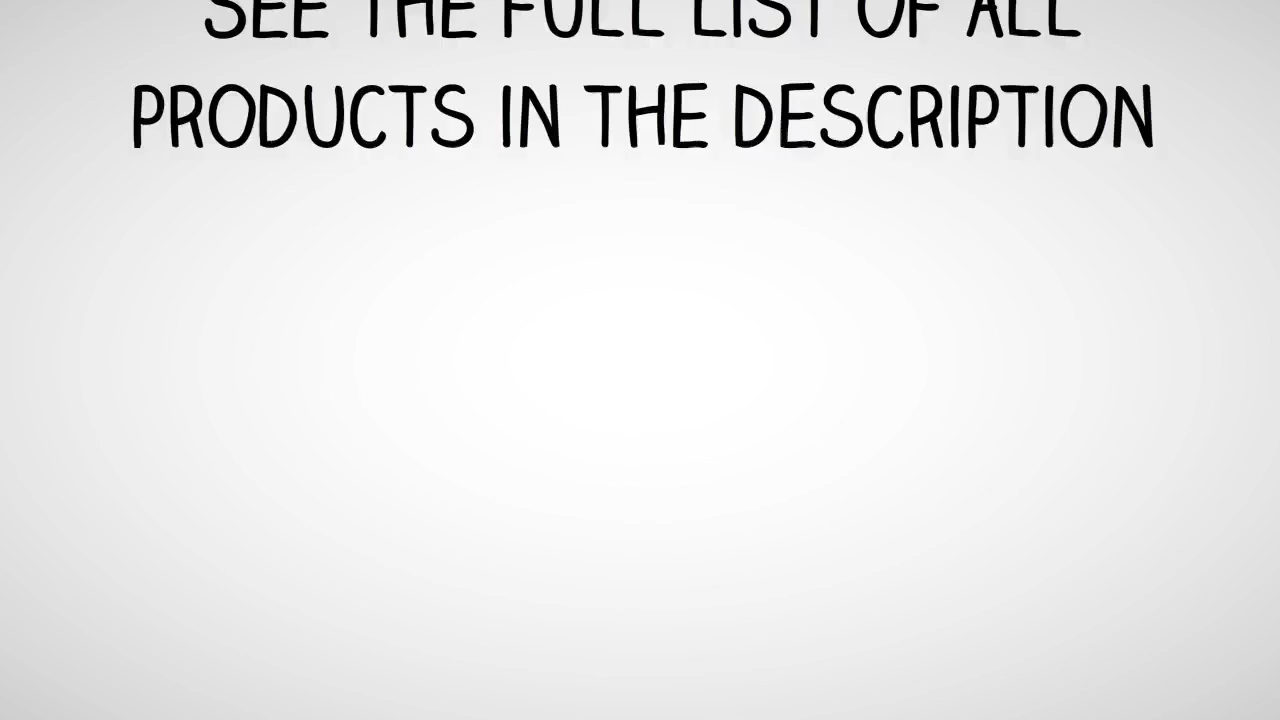 SEE THE FULL LIST OF ALL
PRODUCTS IN THE DESCRIPTION